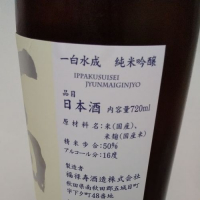 一白水成　純米吟醸
IPPAKUSUISEI
JYUNMAIGINJYO
品目
日本酒 内容量720ml
原材料名：米(国産)、
米麹(国産米)
精米歩合：50%
アルコール分：16度
製造者
福禄寿酒造株式会社
秋田県南秋田郡五城目町
字下タ町48番地